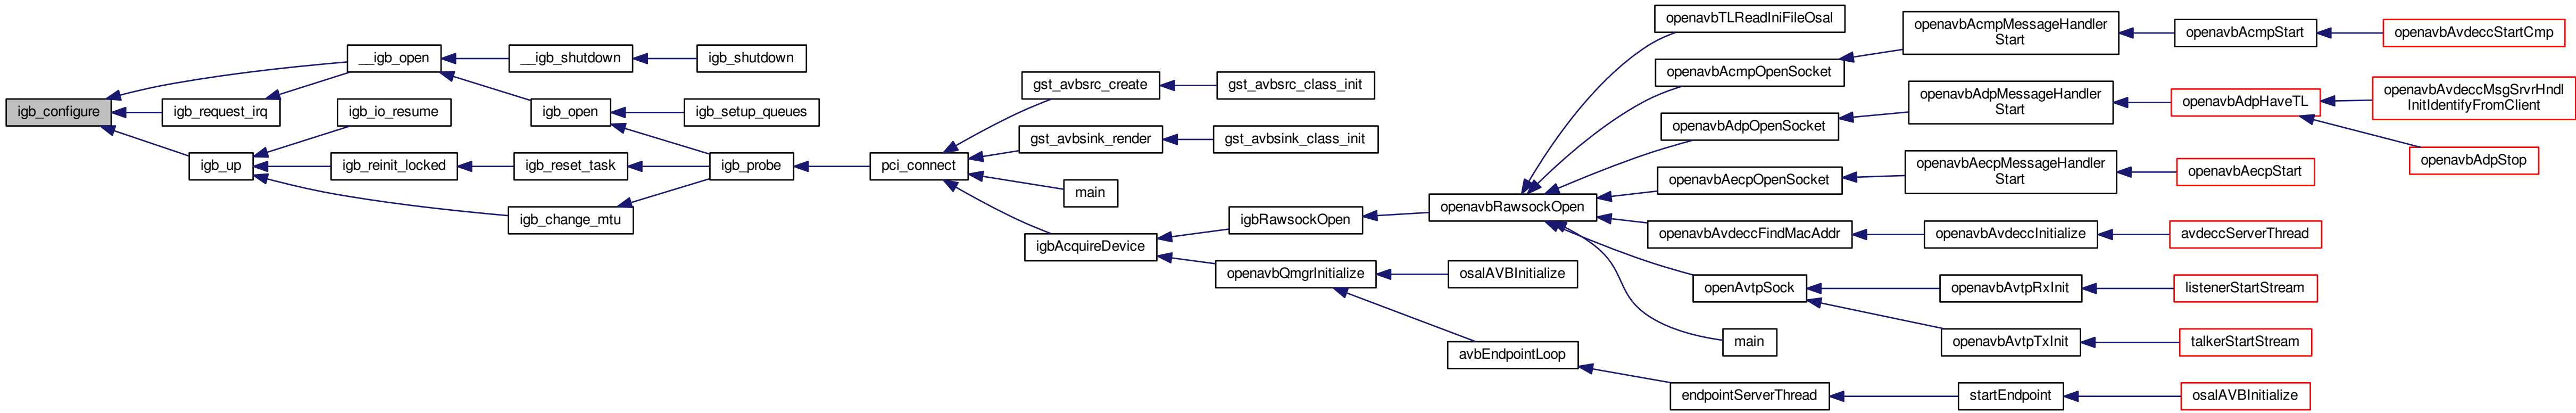 igb_configure
__igb_open
igb_request_irq
igb_up
__igb_shutdown
igb_io_resume
igb_reinit_locked
igb_shutdown
igb_open
igb_reset_task
igb_change_mtu
igb_setup_queues
igb_probe
pci_connect
gst_avbsrc_create
gst_avbsink_render
main
igbAcquireDevice
gst_avbsrc_class_init
gst_avbsink_class_init
igbRawsockOpen
openavbQmgrInitialize
openavbRawsockOpen
osalAVBInitialize
avbEndpointLoop
openavbTLReadIniFileOsal
openavbAcmpOpenSocket
openavbAdpOpenSocket
openavbAecpOpenSocket
openavbAvdeccFindMacAddr
openAvtpSock
main
endpointServerThread
openavbAcmpMessageHandler
Start
openavbAdpMessageHandler
Start
openavbAecpMessageHandler
Start
openavbAvdeccInitialize
openavbAvtpRxInit
openavbAvtpTxInit
startEndpoint
openavbAcmpStart
openavbAdpHaveTL
openavbAecpStart
avdeccServerThread
listenerStartStream
talkerStartStream
osalAVBInitialize
openavbAvdeccStartCmp
openavbAvdeccMsgSrvrHndl
InitIdentifyFromClient
openavbAdpStop